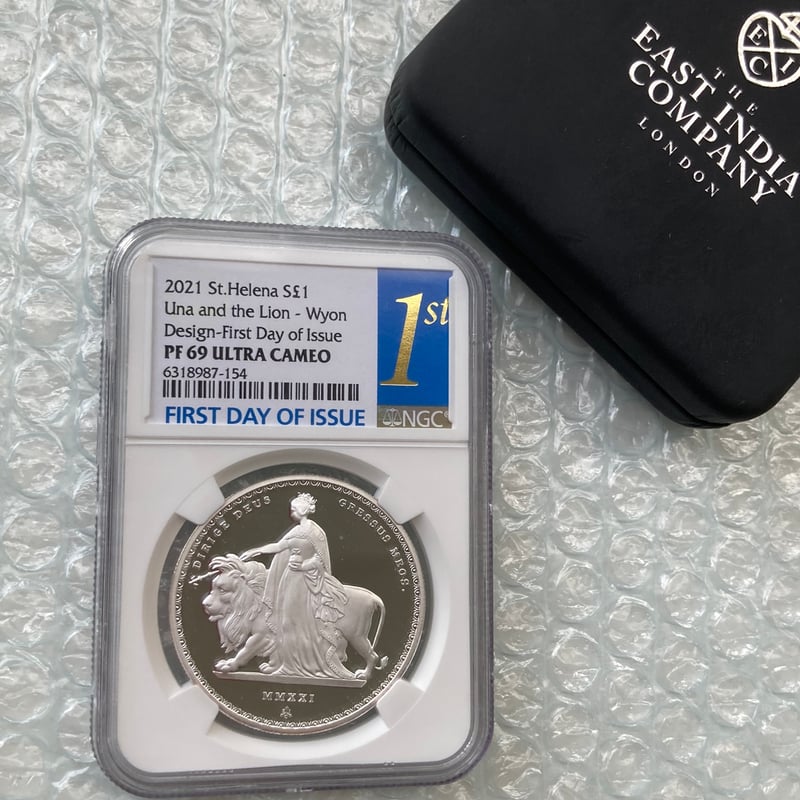 THE
EAST INDIA
COMPANY
LONDON
E I C
2021 St.Helena S£1
Una and the Lion - Wyon
Design-First Day of Issue
PF 69 ULTRA CAMEO
6318987-154
FIRST DAY OF ISSUE
1st
NGC
DIRIGE DEUS GRESSUS MEOS.
MMXXI